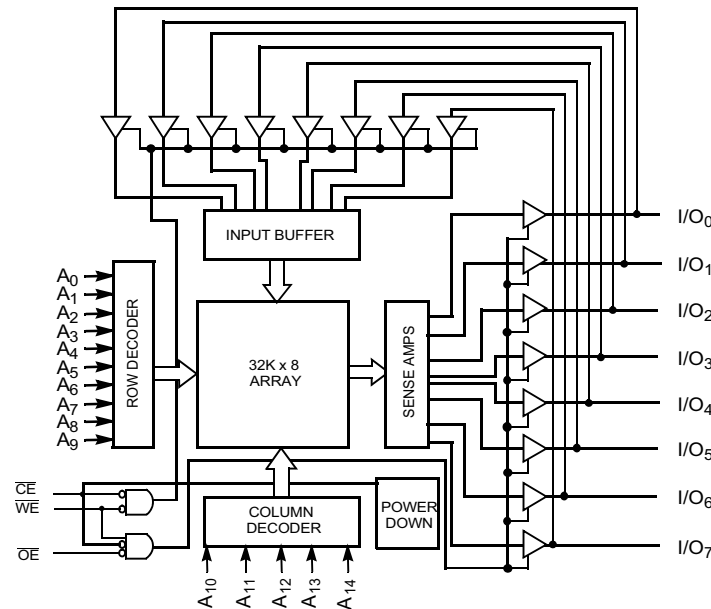 INPUT BUFFER
I/O0
I/O1
I/O2
I/O3
I/O4
I/O5
I/O6
I/O7
A0
A1
A2
A3
A4
A5
A6
A7
A8
A9
ROW DECODER
32K x 8
ARRAY
SENSE AMPS
CE
WE
OE
COLUMN
DECODER
POWER
DOWN
A10
A11
A12
A13
A14